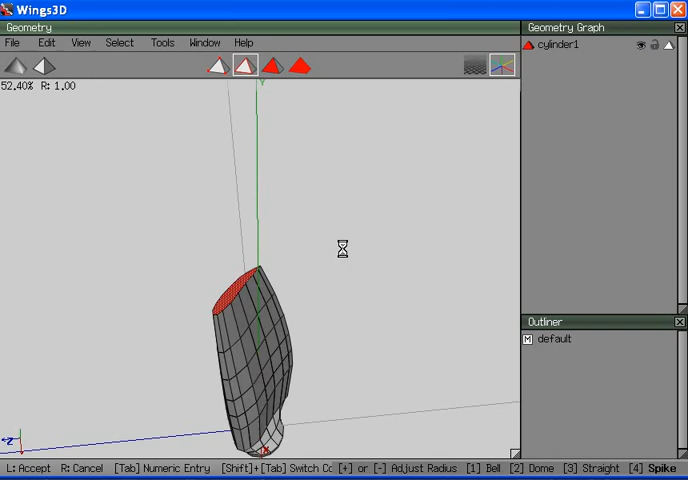 Wings3D
Geometry
File Edit View Select Tools Window Help
52.40% R: 1.00
Y
Z
X
L: Accept R: Cancel [Tab] Numeric Entry [Shift]+[Tab] Switch Co [+] or [-] Adjust Radius [1] Bell [2] Dome [3] Straight [4] Spike
Geometry Graph
cylinder1
Outliner
M default